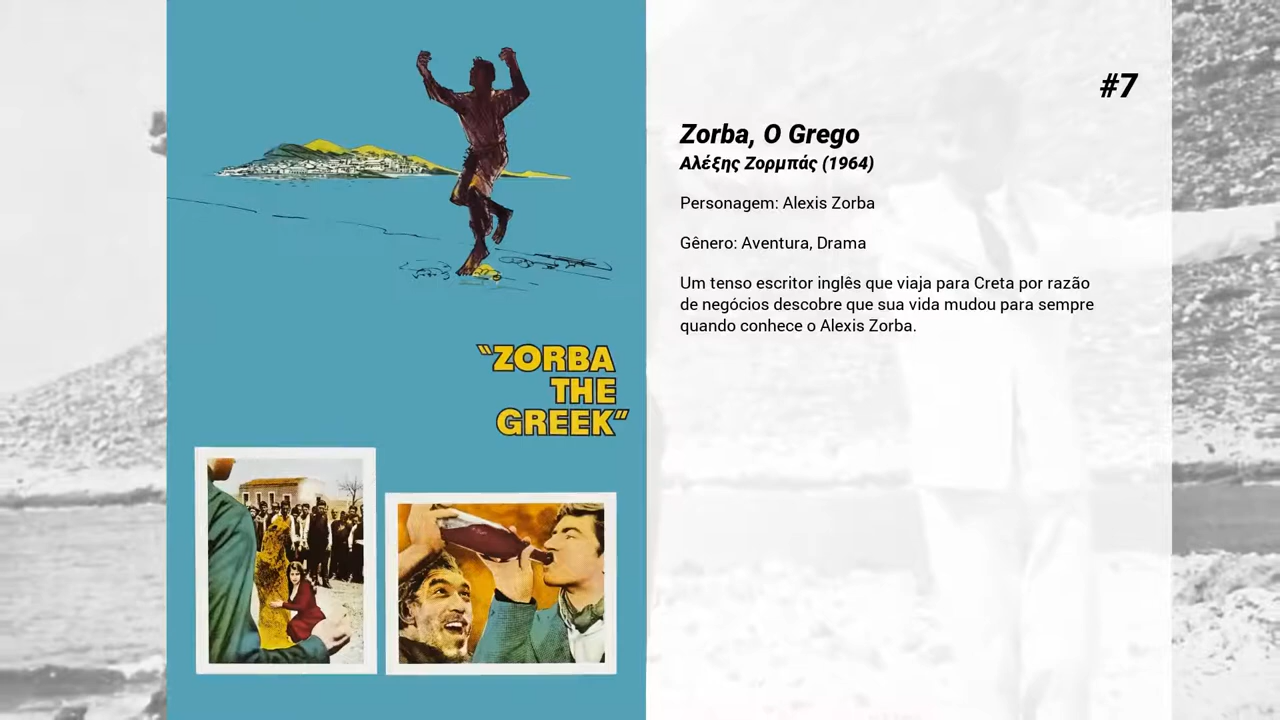 #7
Zorba, O Grego
Αλέξης Ζορμπάς (1964)
Personagem: Alexis Zorba
Gênero: Aventura, Drama
Um tenso escritor inglês que viaja para Creta por razão
de negócios descobre que sua vida mudou para sempre
quando conhece o Alexis Zorba.
"ZORBA
THE
GREEK"